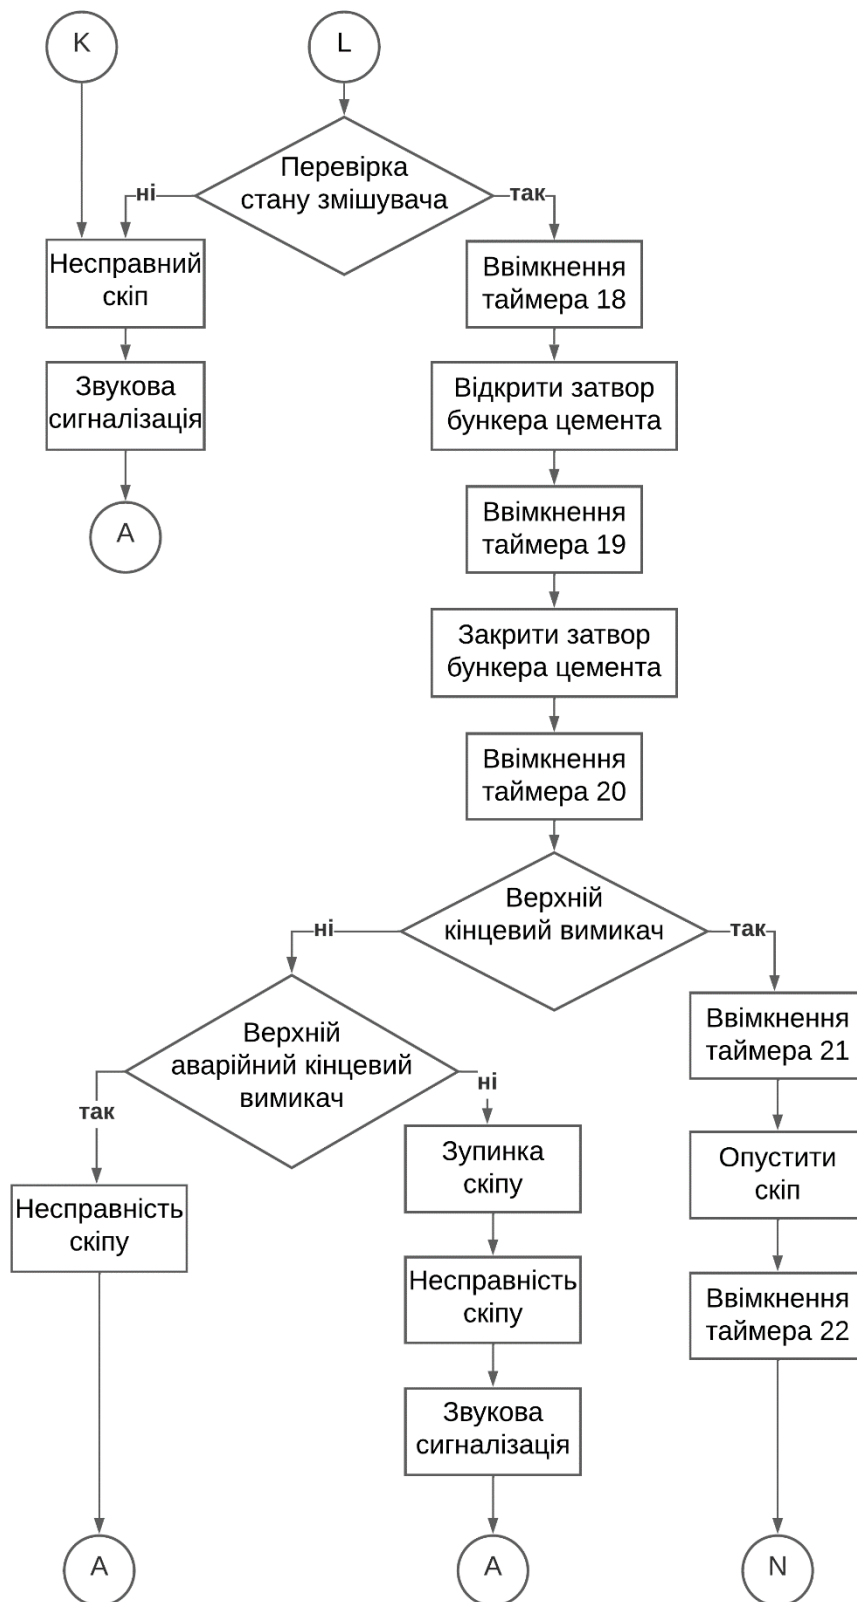 K
L
Перевірка
стану змішувача
ні
так
Несправний
скіп
Ввімкнення
таймера 18
Звукова
сигналізація
Відкрити затвор
бункера цемента
A
Ввімкнення
таймера 19
Закрити затвор
бункера цемента
Ввімкнення
таймера 20
Верхній
кінцевий вимикач
ні
так
Ввімкнення
таймера 21
Верхній
аварійний кінцевий
вимикач
ні
так
Зупинка
скіпу
Опустити
скіп
Несправність
скіпу
Несправність
скіпу
Ввімкнення
таймера 22
Звукова
сигналізація
A
A
N